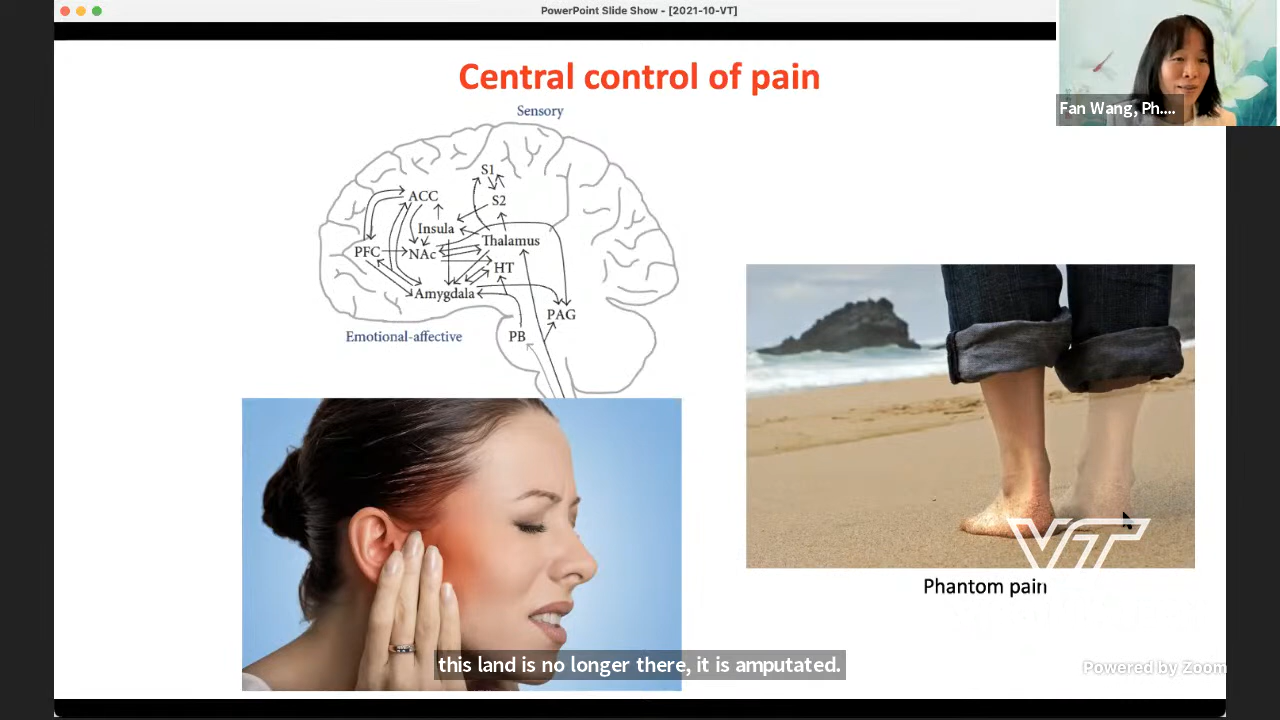 PowerPoint Slide Show - [2021-10-VT]
Fan Wang, Ph....
Central control of pain
Sensory
S1
ACC
S2
Insula
Thalamus
PFC
NAc
HT
Amygdala
PAG
Emotional-affective
PB
VT
Phantom pain
this land is no longer there, it is amputated.
Powered by Zoom